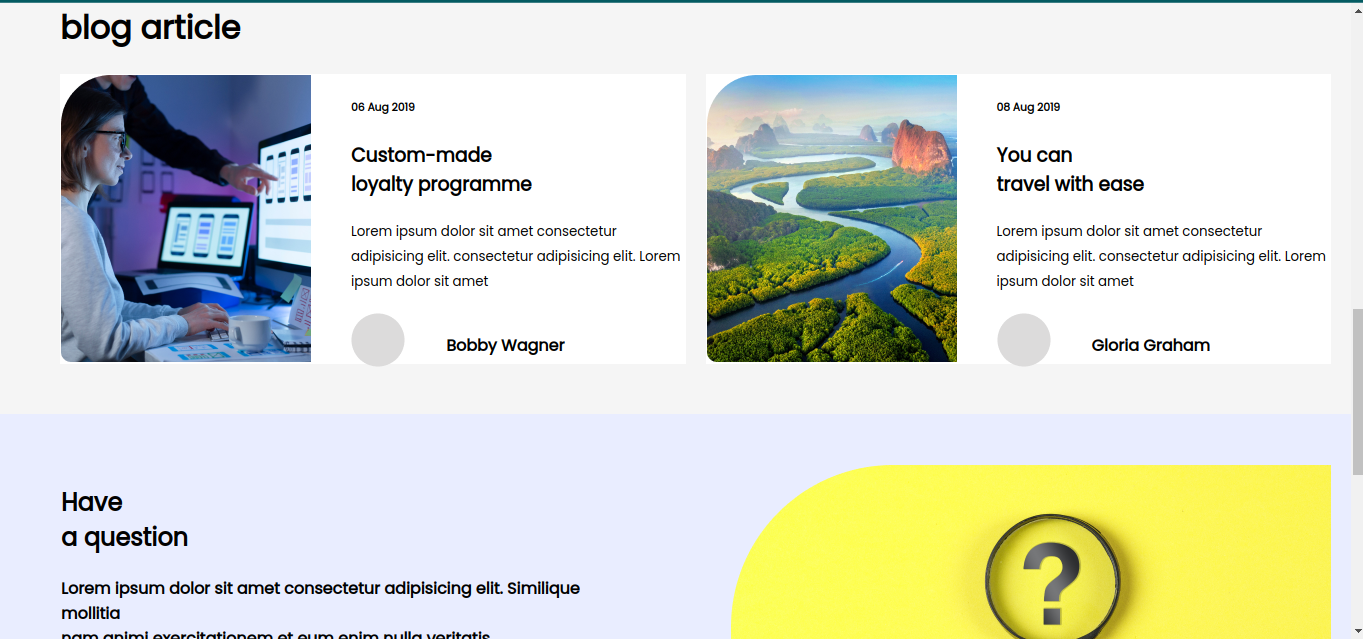 blog article
06 Aug 2019
Custom-made
loyalty programme
Lorem ipsum dolor sit amet consectetur
adipisicing elit. consectetur adipisicing elit. Lorem
ipsum dolor sit amet
Bobby Wagner
08 Aug 2019
You can
travel with ease
Lorem ipsum dolor sit amet consectetur
adipisicing elit. consectetur adipisicing elit. Lorem
ipsum dolor sit amet
Gloria Graham
Have
a question
Lorem ipsum dolor sit amet consectetur adipisicing elit. Similique
mollitia
nam animi exercitationem et eum enim nulla veritatis
?